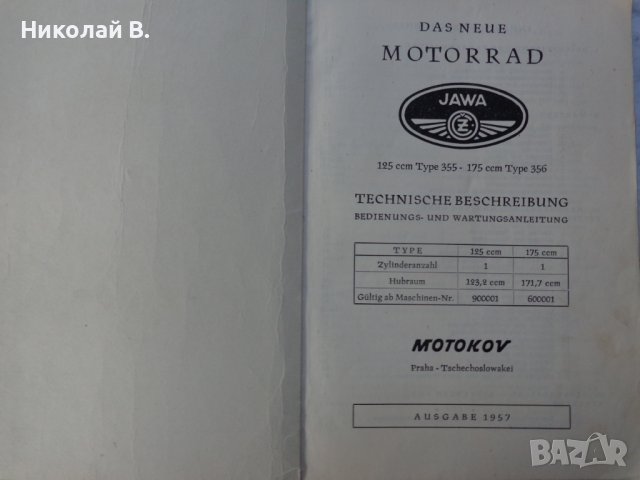 Николай В.
DAS NEUE
MOTORRAD
JAWA
ČZ
125 ccm Type 355 - 175 ccm Type 356
TECHNISCHE BESCHREIBUNG
BEDIENUNGS- UND WARTUNGSANLEITUNG
TYPE 125 ccm 175 ccm
Zylinderanzahl 1 1
Hubraum 123,2 ccm 171,7 ccm
Gültig ab Maschinen-Nr. 900001 600001
MOTOKOV
Praha - Tschechoslowakei
AUSGABE 1957
BAZAR